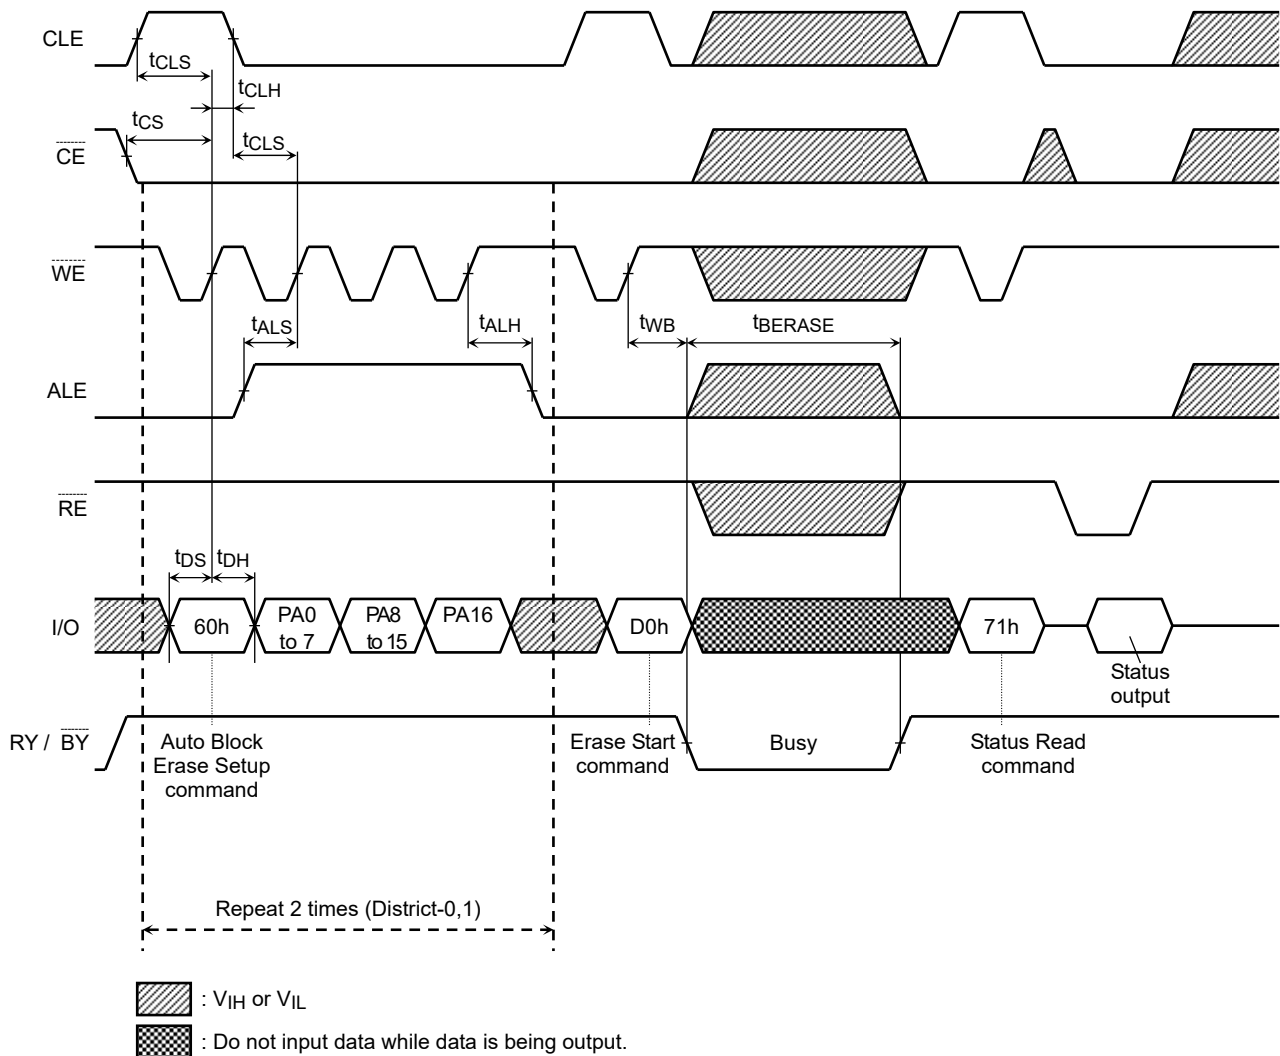 CLE
tCLS
tCLH
tCS
tCLS
CE
WE
tALS
tALH
tWB
tBERASE
ALE
RE
tDS
tDH
I/O
60h
PA0
to 7
PA8
to 15
PA16
D0h
71h
Status
output
RY / BY
Auto Block
Erase Setup
command
Erase Start
command
Busy
Status Read
command
Repeat 2 times (District-0,1)
: VIH or VIL
: Do not input data while data is being output.